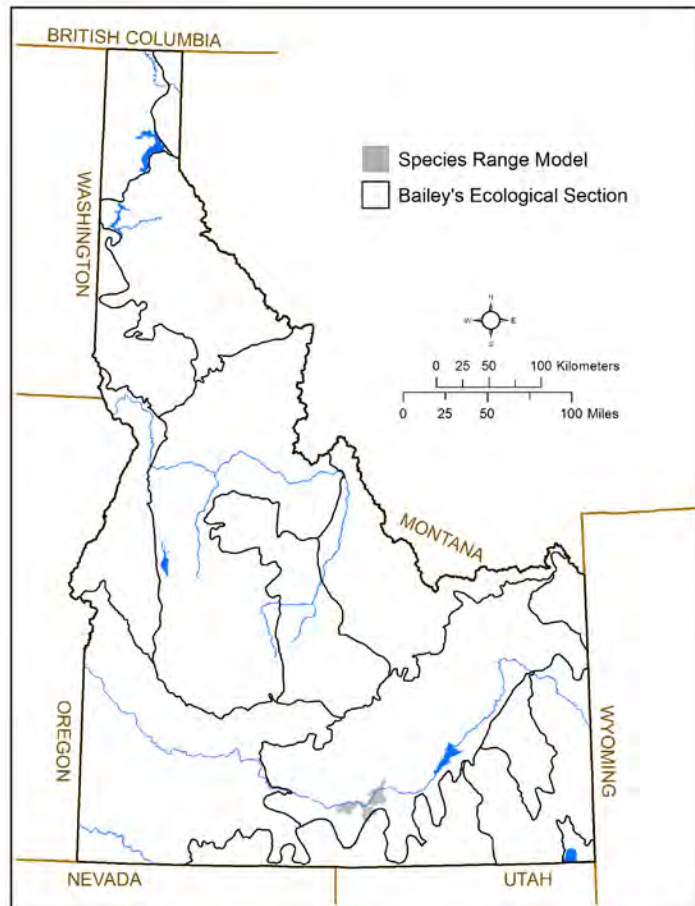 BRITISH COLUMBIA
WASHINGTON
Species Range Model
Bailey's Ecological Section
N
W E
S
0 25 50 100 Kilometers
0 25 50 100 Miles
MONTANA
OREGON
WYOMING
NEVADA
UTAH